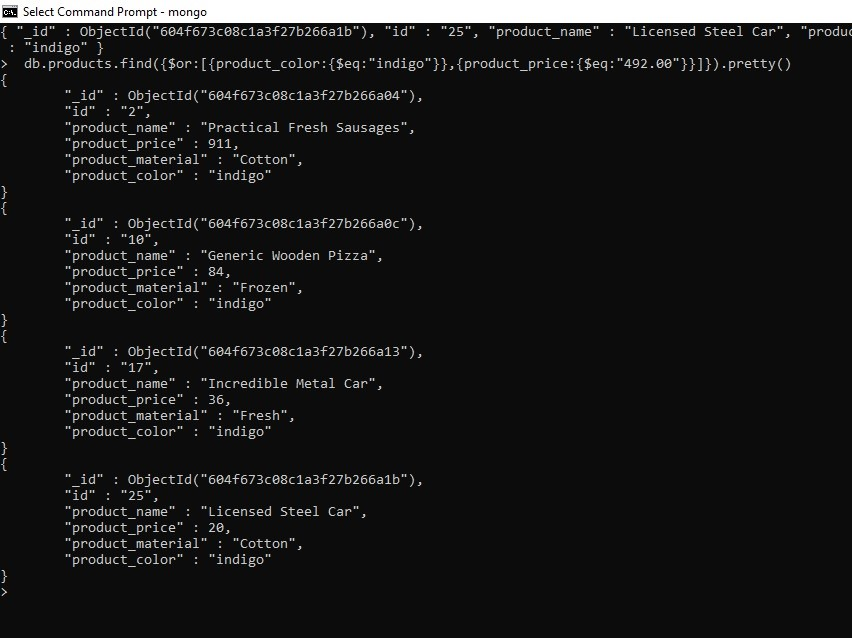 Select Command Prompt - mongo
{ "_id" : ObjectId("604f673c08c1a3f27b266a1b"), "id" : "25", "product_name" : "Licensed Steel Car", "produc
 : "indigo" }
>  db.products.find({$or:[{product_color:{$eq:"indigo"}},{product_price:{$eq:"492.00"}}]}).pretty()
{
        "_id" : ObjectId("604f673c08c1a3f27b266a04"),
        "id" : "2",
        "product_name" : "Practical Fresh Sausages",
        "product_price" : 911,
        "product_material" : "Cotton",
        "product_color" : "indigo"
}
{
        "_id" : ObjectId("604f673c08c1a3f27b266a0c"),
        "id" : "10",
        "product_name" : "Generic Wooden Pizza",
        "product_price" : 84,
        "product_material" : "Frozen",
        "product_color" : "indigo"
}
{
        "_id" : ObjectId("604f673c08c1a3f27b266a13"),
        "id" : "17",
        "product_name" : "Incredible Metal Car",
        "product_price" : 36,
        "product_material" : "Fresh",
        "product_color" : "indigo"
}
{
        "_id" : ObjectId("604f673c08c1a3f27b266a1b"),
        "id" : "25",
        "product_name" : "Licensed Steel Car",
        "product_price" : 20,
        "product_material" : "Cotton",
        "product_color" : "indigo"
}
>